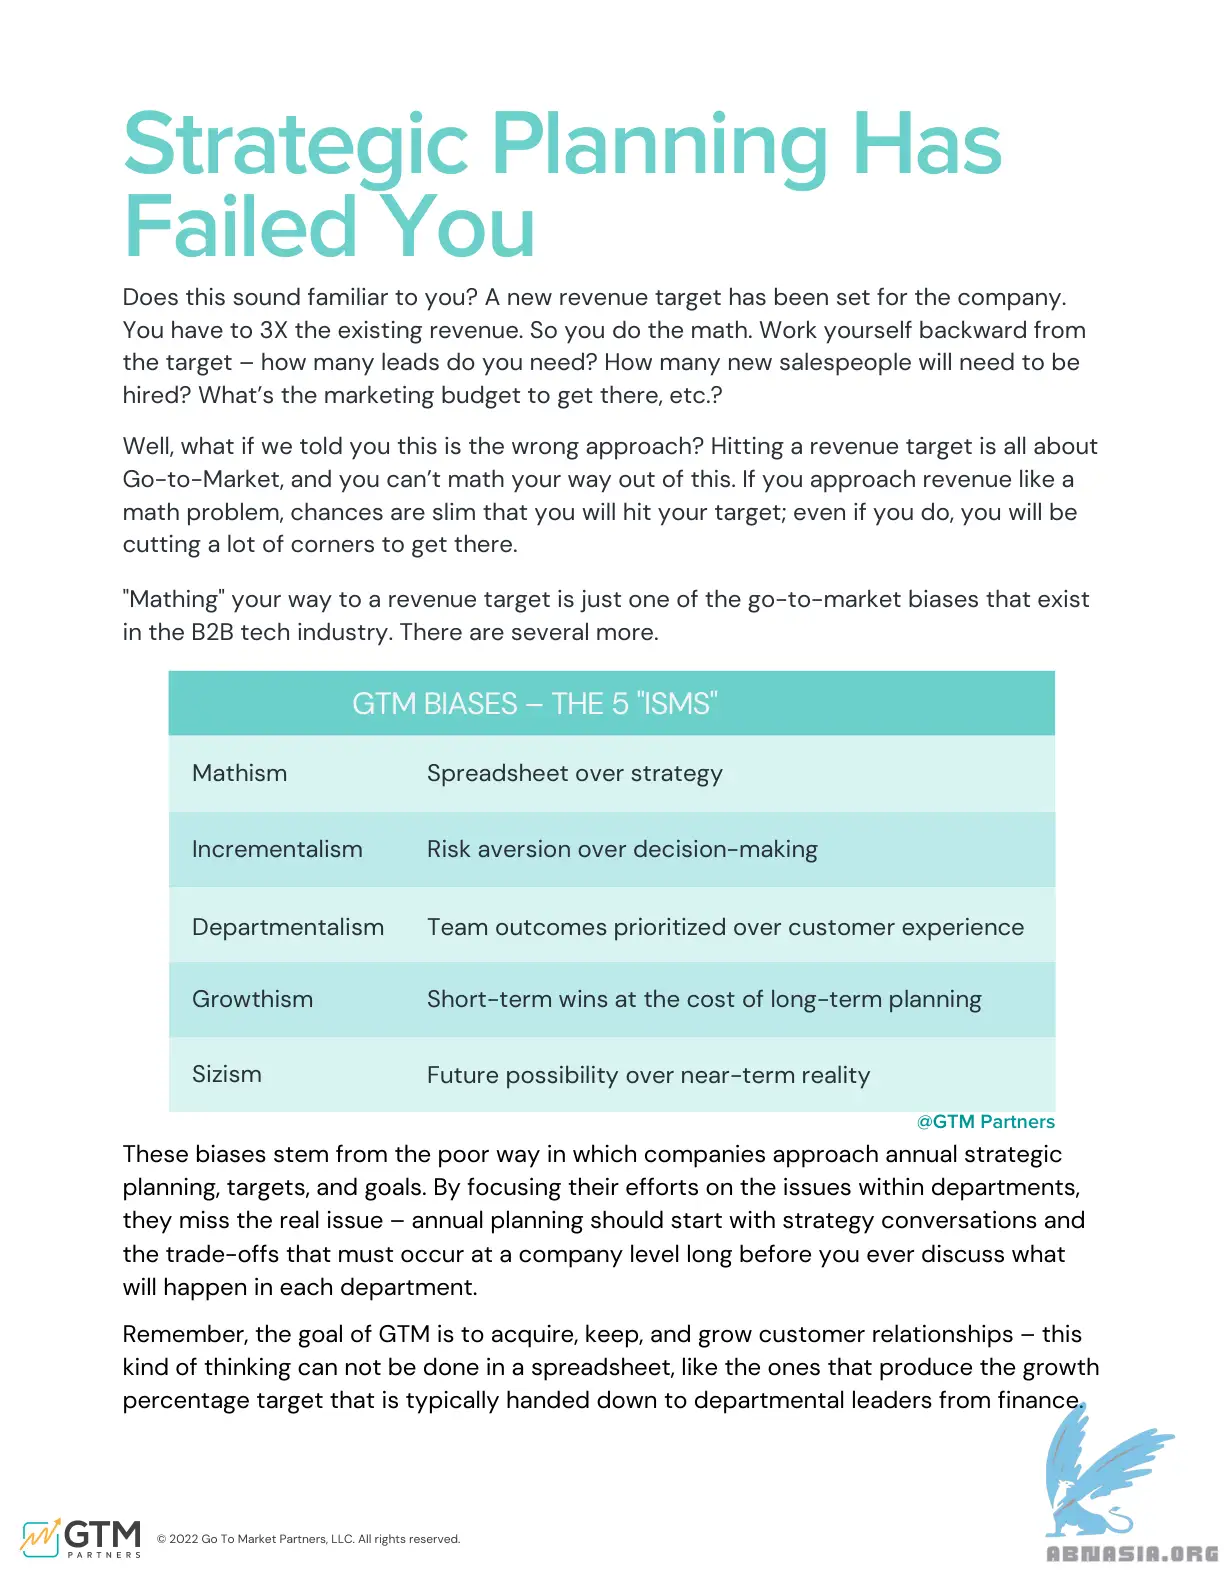 Strategic Planning Has
Failed You
Does this sound familiar to you? A new revenue target has been set for the company.
You have to 3X the existing revenue. So you do the math. Work yourself backward from
the target – how many leads do you need? How many new salespeople will need to be
hired? What's the marketing budget to get there, etc.?
Well, what if we told you this is the wrong approach? Hitting a revenue target is all about
Go-to-Market, and you can't math your way out of this. If you approach revenue like a
math problem, chances are slim that you will hit your target; even if you do, you will be
cutting a lot of corners to get there.
"Mathing" your way to a revenue target is just one of the go-to-market biases that exist
in the B2B tech industry. There are several more.
GTM BIASES – THE 5 "ISMS"
Mathism Spreadsheet over strategy
Incrementalism Risk aversion over decision-making
Departmentalism Team outcomes prioritized over customer experience
Growthism Short-term wins at the cost of long-term planning
Sizism Future possibility over near-term reality
@GTM Partners
These biases stem from the poor way in which companies approach annual strategic
planning, targets, and goals. By focusing their efforts on the issues within departments,
they miss the real issue – annual planning should start with strategy conversations and
the trade-offs that must occur at a company level long before you ever discuss what
will happen in each department.
Remember, the goal of GTM is to acquire, keep, and grow customer relationships – this
kind of thinking can not be done in a spreadsheet, like the ones that produce the growth
percentage target that is typically handed down to departmental leaders from finance.
GTM
PARTNERS
© 2022 Go To Market Partners, LLC. All rights reserved.
ABNASIA.ORG